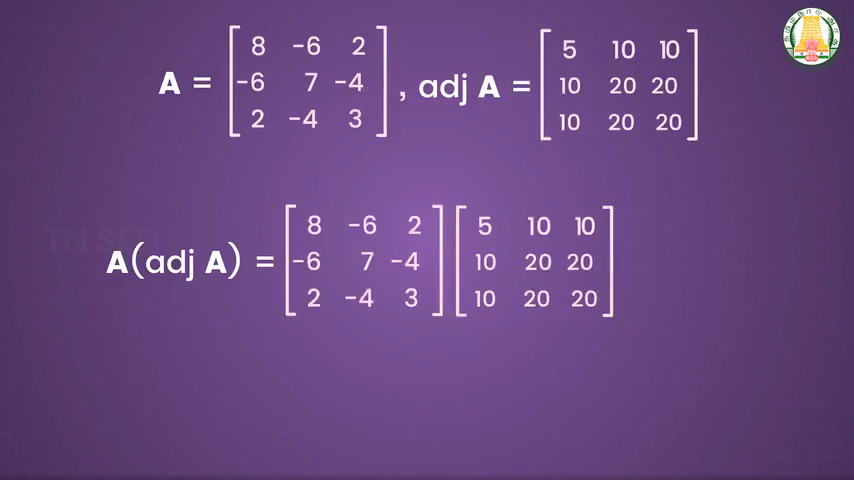 A = [ 8 -6 2 ; -6 7 -4 ; 2 -4 3 ] , adj A = [ 5 10 10 ; 10 20 20 ; 10 20 20 ]
TN SED
A(adj A) = [ 8 -6 2 ; -6 7 -4 ; 2 -4 3 ] [ 5 10 10 ; 10 20 20 ; 10 20 20 ]